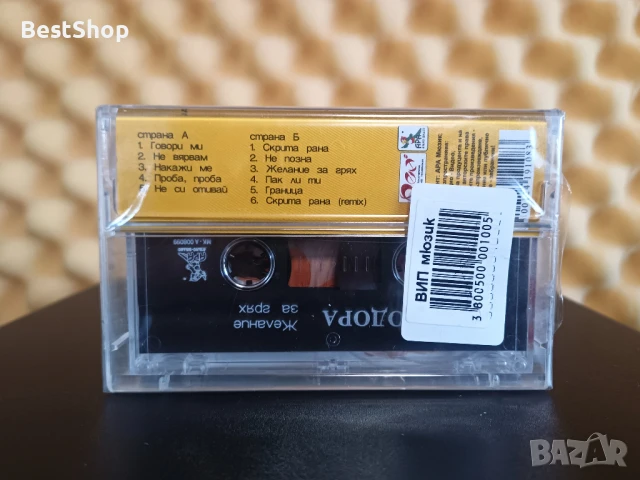 BestShop
страна А
1. Говори ми
2. Не вярвам
3. Накажи ме
4. Проба, проба
5. Не си отивай
страна Б
1. Скрита рана
2. Не позна
3. Желание за грях
4. Пак ли ти
5. Граница
6. Скрита рана (remix)
АРА
ВИП мюзик
3 800500 001005
Желание
за грях
ОДОРА
BAZAR